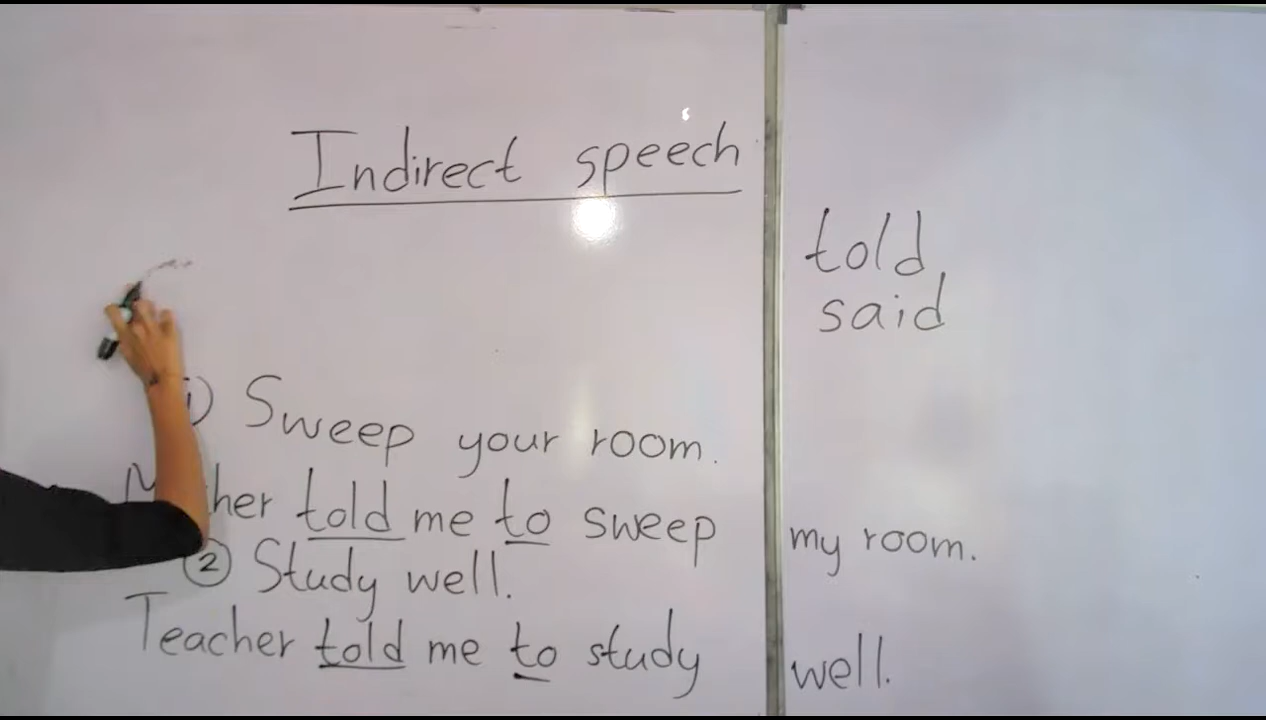 Indirect speech
told,
said
1) Sweep your room.
told me to sweep my room.
② Study well.
Teacher told me to study well.